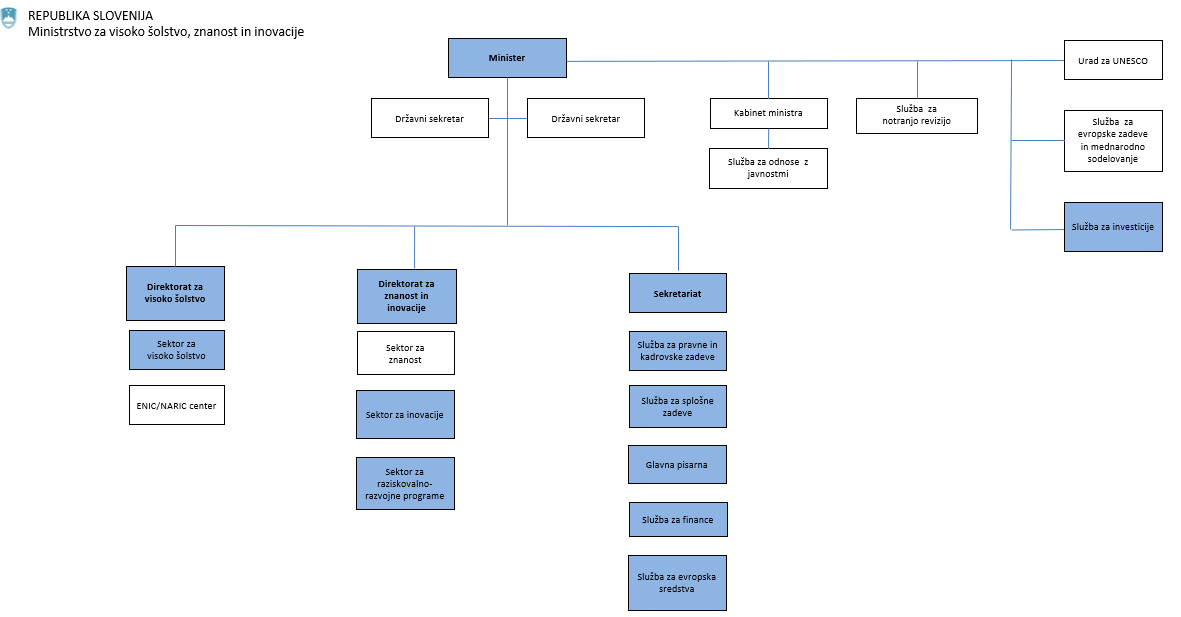 REPUBLIKA SLOVENIJA
Ministrstvo za visoko šolstvo, znanost in inovacije
Minister
Urad za UNESCO
Državni sekretar
Državni sekretar
Kabinet ministra
Služba za
notranjo revizijo
Služba za
evropske zadeve
in mednarodno
sodelovanje
Služba za odnose z
javnostmi
Služba za investicije
Direktorat za
visoko šolstvo
Sektor za
visoko šolstvo
ENIC/NARIC center
Direktorat za
znanost in
inovacije
Sektor za
znanost
Sektor za inovacije
Sektor za
raziskovalno-
razvojne programe
Sekretariat
Služba za pravne in
kadrovske zadeve
Služba za splošne
zadeve
Glavna pisarna
Služba za finance
Služba za evropska
sredstva